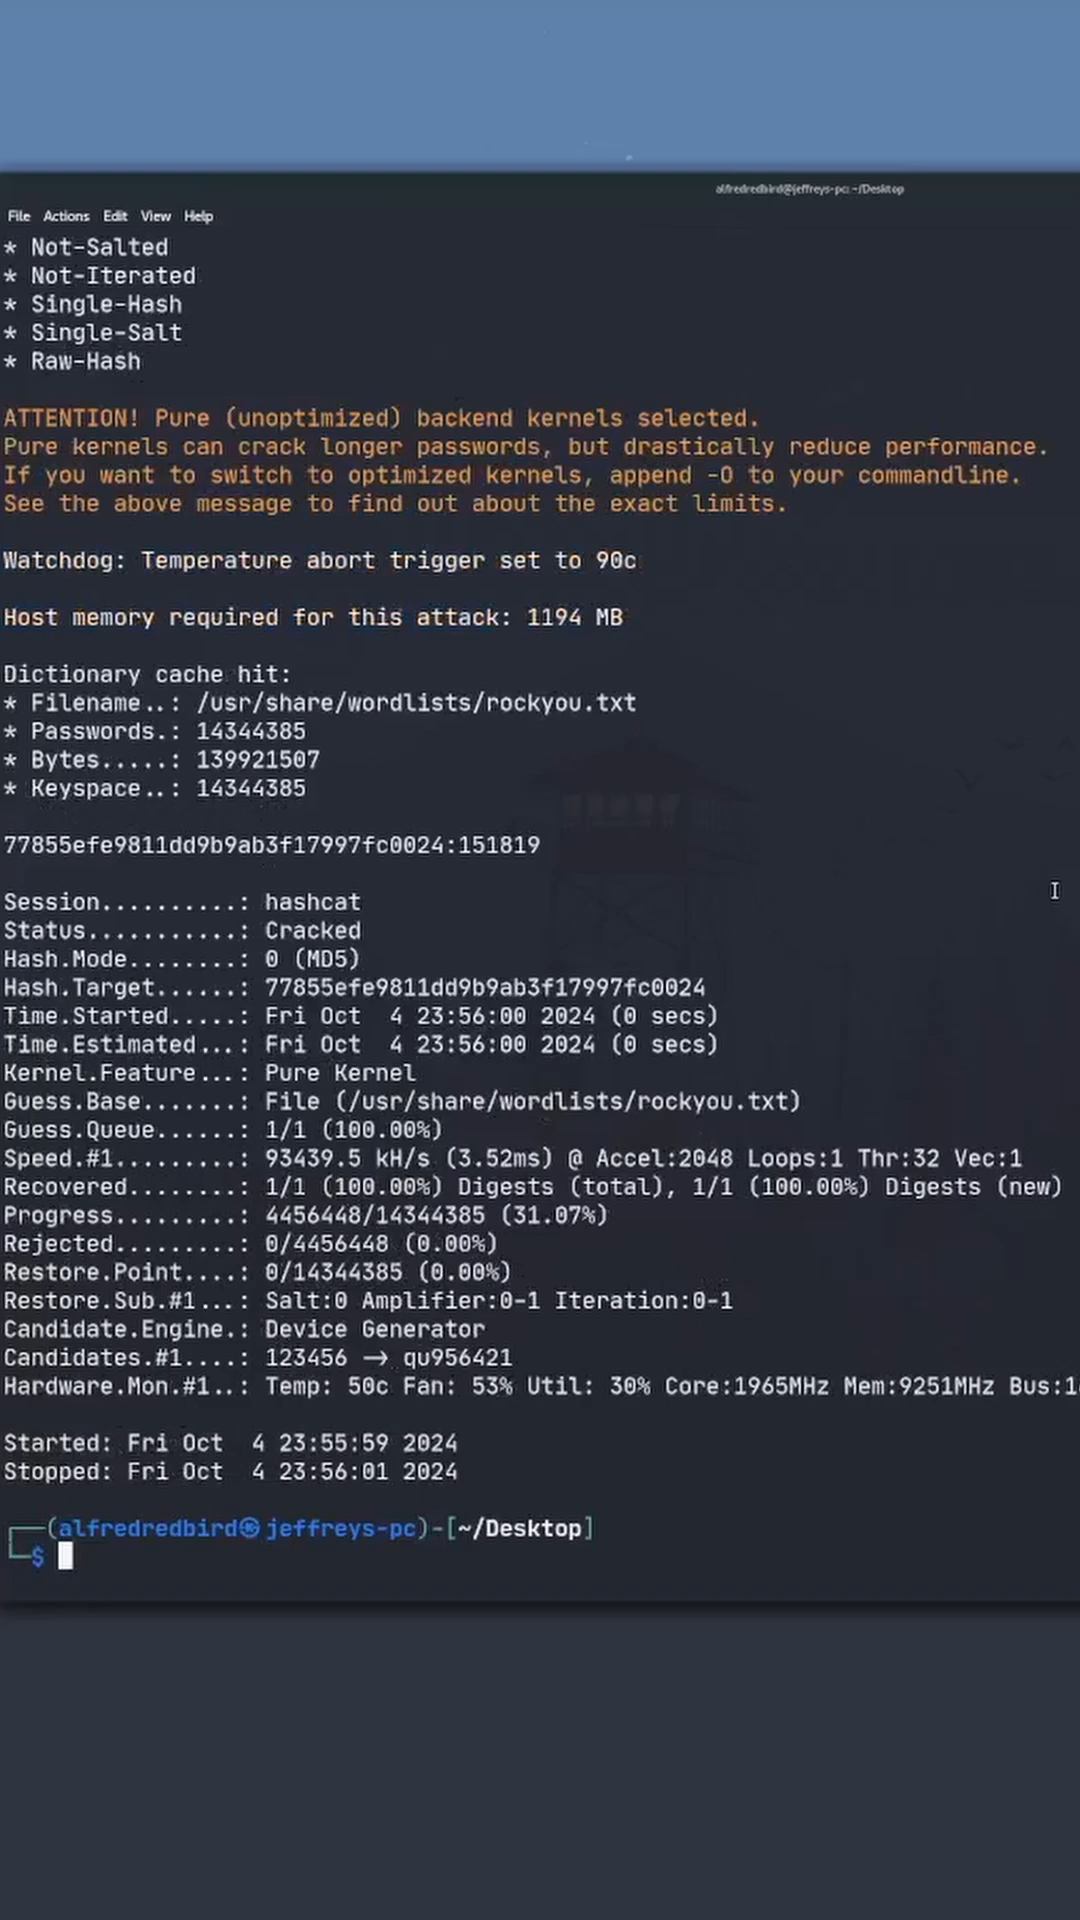 alfredredbird@jeffreys-pc: ~/Desktop
File Actions Edit View Help
* Not-Salted
* Not-Iterated
* Single-Hash
* Single-Salt
* Raw-Hash
ATTENTION! Pure (unoptimized) backend kernels selected.
Pure kernels can crack longer passwords, but drastically reduce performance.
If you want to switch to optimized kernels, append -O to your commandline.
See the above message to find out about the exact limits.
Watchdog: Temperature abort trigger set to 90c
Host memory required for this attack: 1194 MB
Dictionary cache hit:
* Filename..: /usr/share/wordlists/rockyou.txt
* Passwords.: 14344385
* Bytes.....: 139921507
* Keyspace..: 14344385
77855efe9811dd9b9ab3f17997fc0024:151819
Session..........: hashcat
Status...........: Cracked
Hash.Mode........: 0 (MD5)
Hash.Target......: 77855efe9811dd9b9ab3f17997fc0024
Time.Started.....: Fri Oct  4 23:56:00 2024 (0 secs)
Time.Estimated...: Fri Oct  4 23:56:00 2024 (0 secs)
Kernel.Feature...: Pure Kernel
Guess.Base.......: File (/usr/share/wordlists/rockyou.txt)
Guess.Queue......: 1/1 (100.00%)
Speed.#1.........: 93439.5 kH/s (3.52ms) @ Accel:2048 Loops:1 Thr:32 Vec:1
Recovered........: 1/1 (100.00%) Digests (total), 1/1 (100.00%) Digests (new)
Progress.........: 4456448/14344385 (31.07%)
Rejected.........: 0/4456448 (0.00%)
Restore.Point....: 0/14344385 (0.00%)
Restore.Sub.#1...: Salt:0 Amplifier:0-1 Iteration:0-1
Candidate.Engine.: Device Generator
Candidates.#1....: 123456 → qu956421
Hardware.Mon.#1..: Temp: 50c Fan: 53% Util: 30% Core:1965MHz Mem:9251MHz Bus:1
Started: Fri Oct  4 23:55:59 2024
Stopped: Fri Oct  4 23:56:01 2024
┌──(alfredredbird㉿jeffreys-pc)-[~/Desktop]
└─$